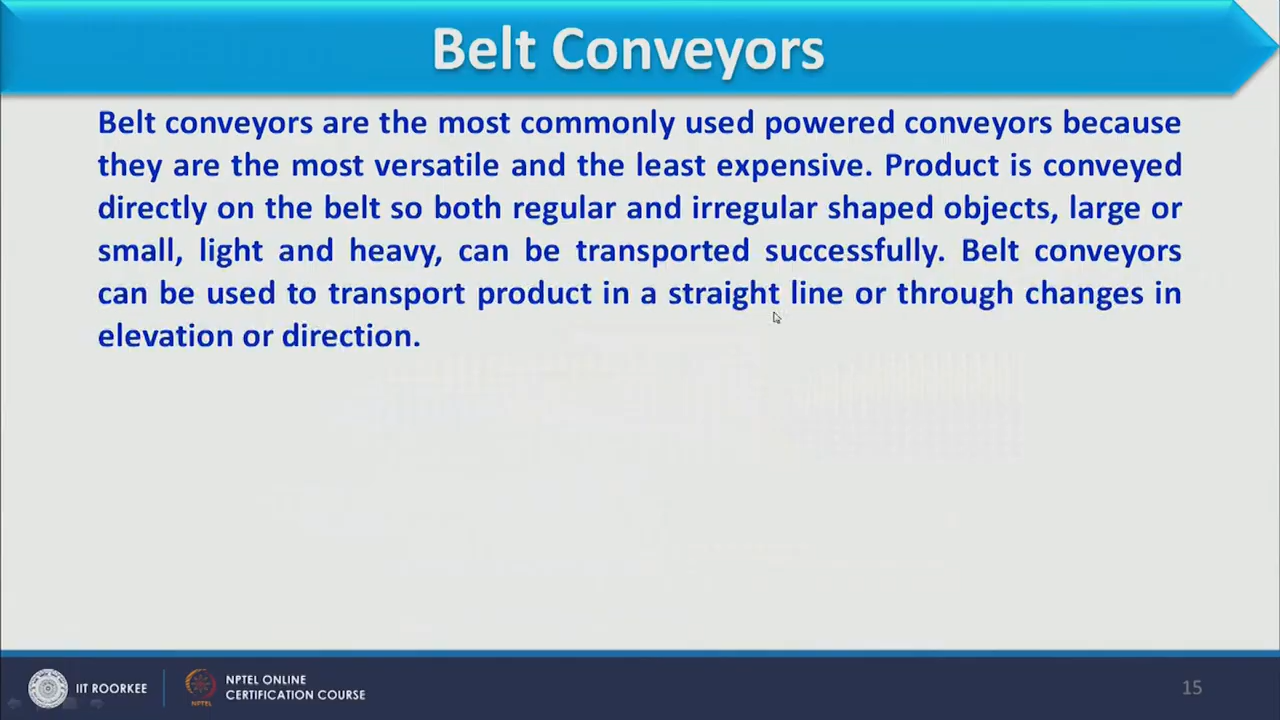 Belt Conveyors
Belt conveyors are the most commonly used powered conveyors because
they are the most versatile and the least expensive. Product is conveyed
directly on the belt so both regular and irregular shaped objects, large or
small, light and heavy, can be transported successfully. Belt conveyors
can be used to transport product in a straight line or through changes in
elevation or direction.
IIT ROORKEE
NPTEL
NPTEL ONLINE
CERTIFICATION COURSE
15